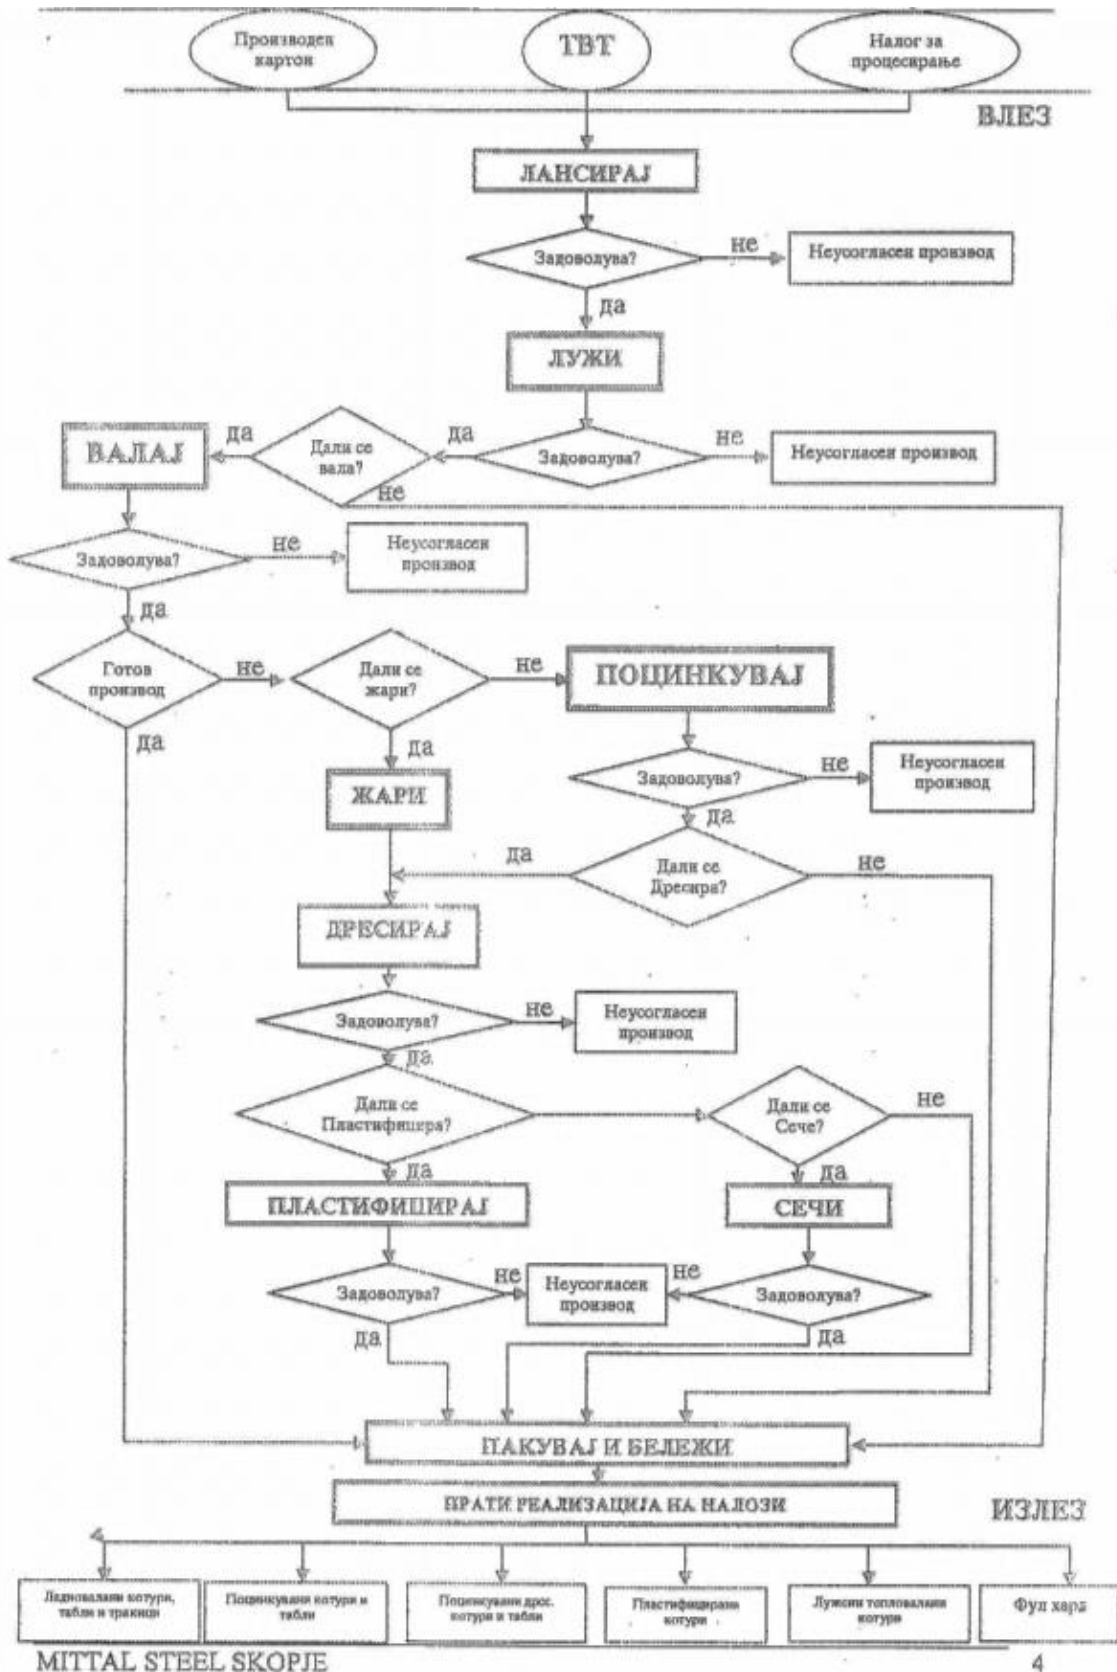 Производен
картон
ТВТ
Налог за
процесирање
ВЛЕЗ
ЛАНСИРАЈ
Задоволува?
не
Неусогласен производ
да
ЛУЖИ
ВАЛАЈ
да
Дали се
вала?
да
Задоволува?
не
Неусогласен производ
не
Задоволува?
не
Неусогласен
производ
да
Готов
производ
не
Дали се
жари?
не
ПОЦИНКУВАЈ
да
да
Задоволува?
не
Неусогласен
производ
ЖАРИ
да
да
Дали се
Дресира?
не
ДРЕСИРАЈ
Задоволува?
не
Неусогласен
производ
да
Дали се
Пластифицира?
Дали се
Сече?
не
да
да
ПЛАСТИФИЦИРАЈ
СЕЧИ
Задоволува?
не
Неусогласен
производ
не
Задоволува?
да
да
ПАКУВАЈ И БЕЛЕЖИ
ПРАТИ РЕАЛИЗАЦИЈА НА НАЛОЗИ
ИЗЛЕЗ
Ладновалани котури,
табли и тракици
Поцинкувани котури и
табли
Поцинкувани дрес.
котури и табли
Пластифицирани
котури
Лужени топловалани
котури
Фул хард
MITTAL STEEL SKOPJE
4